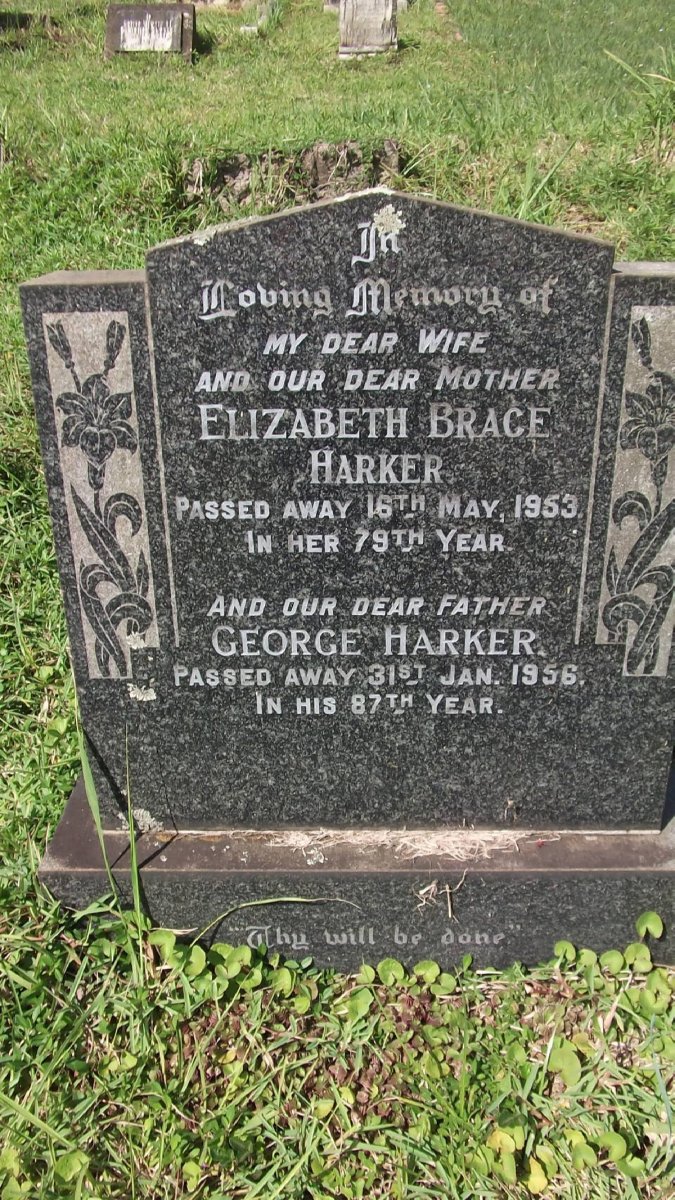 In
Loving Memory of
MY DEAR WIFE
AND OUR DEAR MOTHER
ELIZABETH BRACE
HARKER
PASSED AWAY 16TH MAY, 1953
IN HER 79TH YEAR
AND OUR DEAR FATHER
GEORGE HARKER.
PASSED AWAY 31ST JAN. 1956.
IN HIS 87TH YEAR.
"Thy will be done"